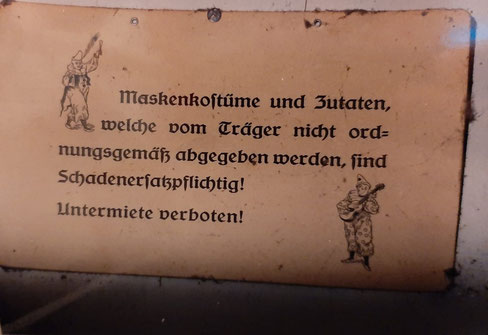 Maskenkoſtüme und Zutaten,
welche vom Träger nicht ord=
nungsgemäß abgegeben werden, ſind
Schadenerſatzpflichtig!
Untermiete verboten!